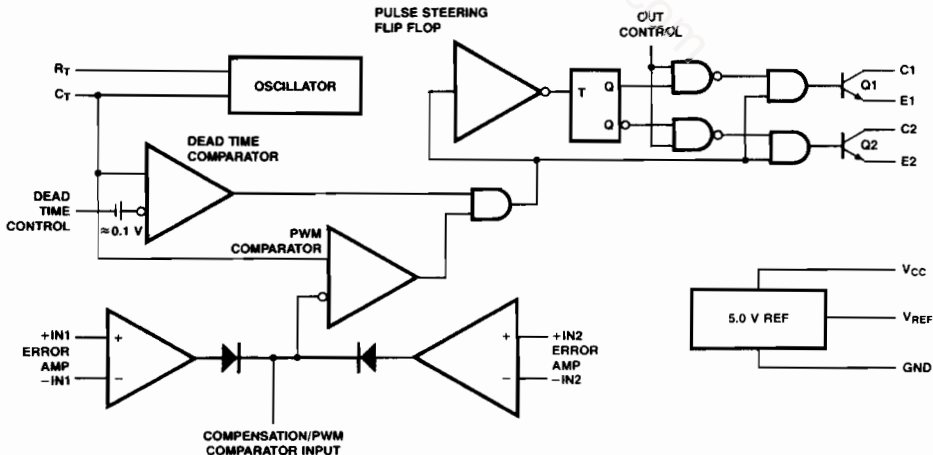 PULSE STEERING
FLIP FLOP
OUT
CONTROL
RT
CT
OSCILLATOR
T
Q
Q
C1
Q1
E1
C2
Q2
E2
DEAD TIME
COMPARATOR
DEAD
TIME
CONTROL
≈0.1 V
PWM
COMPARATOR
+IN1
ERROR
AMP
−IN1
+
−
+
−
+IN2
ERROR
AMP
−IN2
5.0 V REF
VCC
VREF
GND
COMPENSATION/PWM
COMPARATOR INPUT
.com